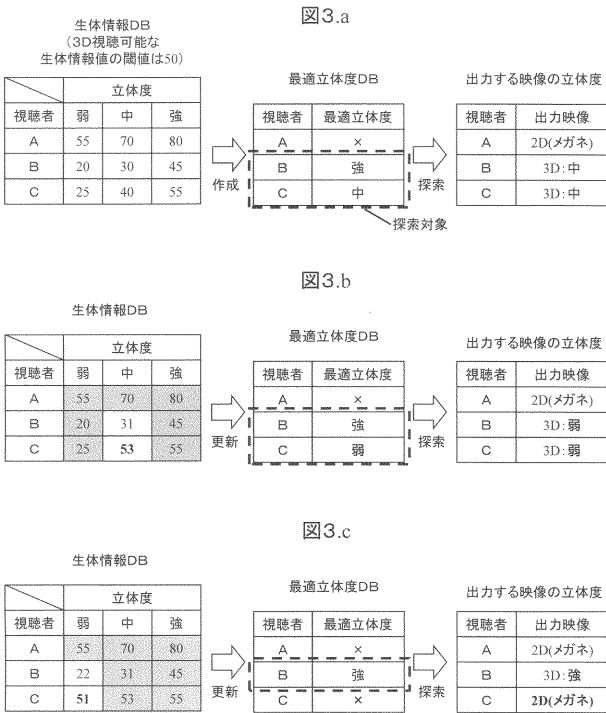 図3.a
生体情報DB
(3D視聴可能な
生体情報値の閾値は50)
立体度
視聴者 弱 中 強
A 55 70 80
B 20 30 45
C 25 40 55
作成
最適立体度DB
視聴者 最適立体度
A ×
B 強
C 中
探索対象
探索
出力する映像の立体度
視聴者 出力映像
A 2D(メガネ)
B 3D:中
C 3D:中
図3.b
生体情報DB
立体度
視聴者 弱 中 強
A 55 70 80
B 20 31 45
C 25 53 55
更新
最適立体度DB
視聴者 最適立体度
A ×
B 強
C 弱
探索
出力する映像の立体度
視聴者 出力映像
A 2D(メガネ)
B 3D:弱
C 3D:弱
図3.c
生体情報DB
立体度
視聴者 弱 中 強
A 55 70 80
B 22 31 45
C 51 53 55
更新
最適立体度DB
視聴者 最適立体度
A ×
B 強
C ×
探索
出力する映像の立体度
視聴者 出力映像
A 2D(メガネ)
B 3D:強
C 2D(メガネ)